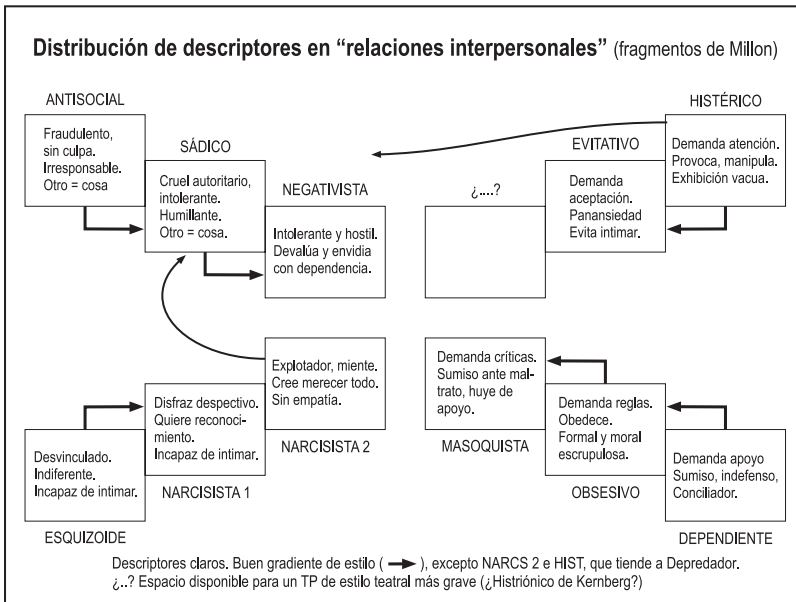 Distribución de descriptores en “relaciones interpersonales” (fragmentos de Millon)
ANTISOCIAL
Fraudulento,
sin culpa.
Irresponsable.
Otro = cosa
SÁDICO
Cruel autoritario,
intolerante.
Humillante.
Otro = cosa.
NEGATIVISTA
Intolerante y hostil.
Devalúa y envidia
con dependencia.
¿....?
EVITATIVO
Demanda
aceptación.
Panansiedad
Evita intimar.
HISTÉRICO
Demanda atención.
Provoca, manipula.
Exhibición vacua.
Desvinculado.
Indiferente.
Incapaz de intimar.
ESQUIZOIDE
Disfraz despectivo.
Quiere reconoci-
miento.
Incapaz de intimar.
NARCISISTA 1
Explotador, miente.
Cree merecer todo.
Sin empatía.
NARCISISTA 2
Demanda críticas.
Sumiso ante mal-
trato, huye de
apoyo.
MASOQUISTA
Demanda reglas.
Obedece.
Formal y moral
escrupulosa.
OBSESIVO
Demanda apoyo
Sumiso, indefenso,
Conciliador.
DEPENDIENTE
Descriptores claros. Buen gradiente de estilo ( ), excepto NARCS 2 e HIST, que tiende a Depredador.
¿..? Espacio disponible para un TP de estilo teatral más grave (¿Histriónico de Kernberg?)